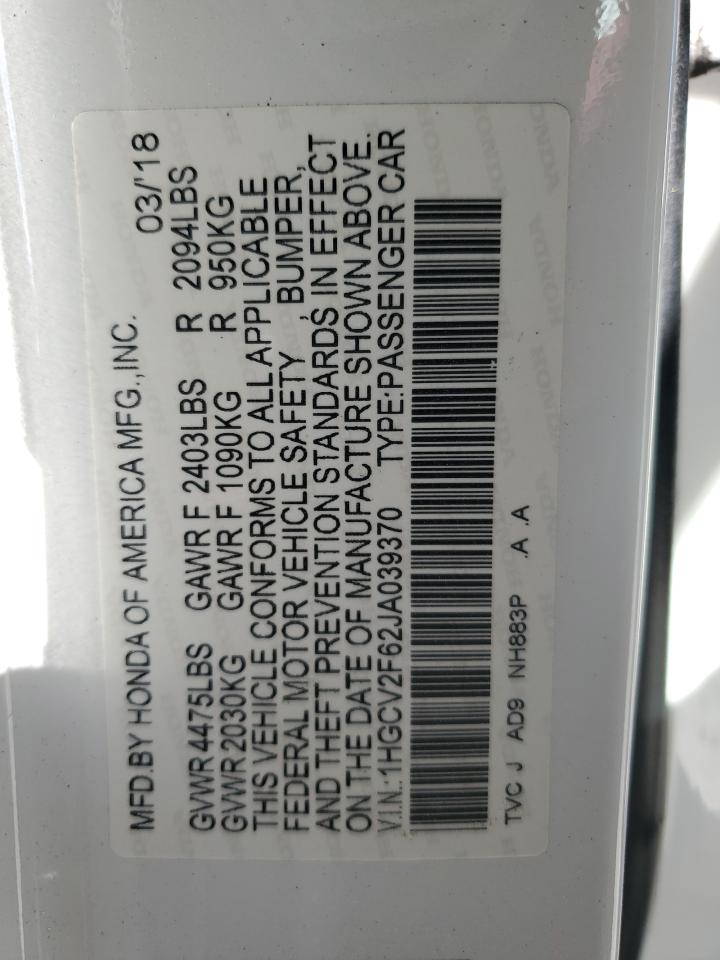 MFD.BY HONDA OF AMERICA MFG.,INC. 03/'18
GVWR 4475LBS GAWR F 2403LBS R 2094LBS
GVWR 2030KG GAWR F 1090KG R 950KG
THIS VEHICLE CONFORMS TO ALL APPLICABLE
FEDERAL MOTOR VEHICLE SAFETY , BUMPER,
AND THEFT PREVENTION STANDARDS IN EFFECT
ON THE DATE OF MANUFACTURE SHOWN ABOVE.
V.I.N.:1HGCV2F62JA039370 TYPE:PASSENGER CAR
TVC J AD9 NH883P .A .A